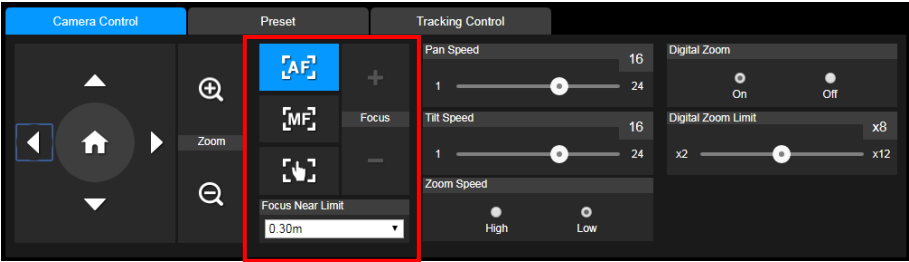 Camera Control
Preset
Tracking Control
Zoom
AF
MF
+
Focus
−
Focus Near Limit
0.30m
Pan Speed
16
1
24
Tilt Speed
16
1
24
Zoom Speed
High
Low
Digital Zoom
On
Off
Digital Zoom Limit
x8
x2
x12